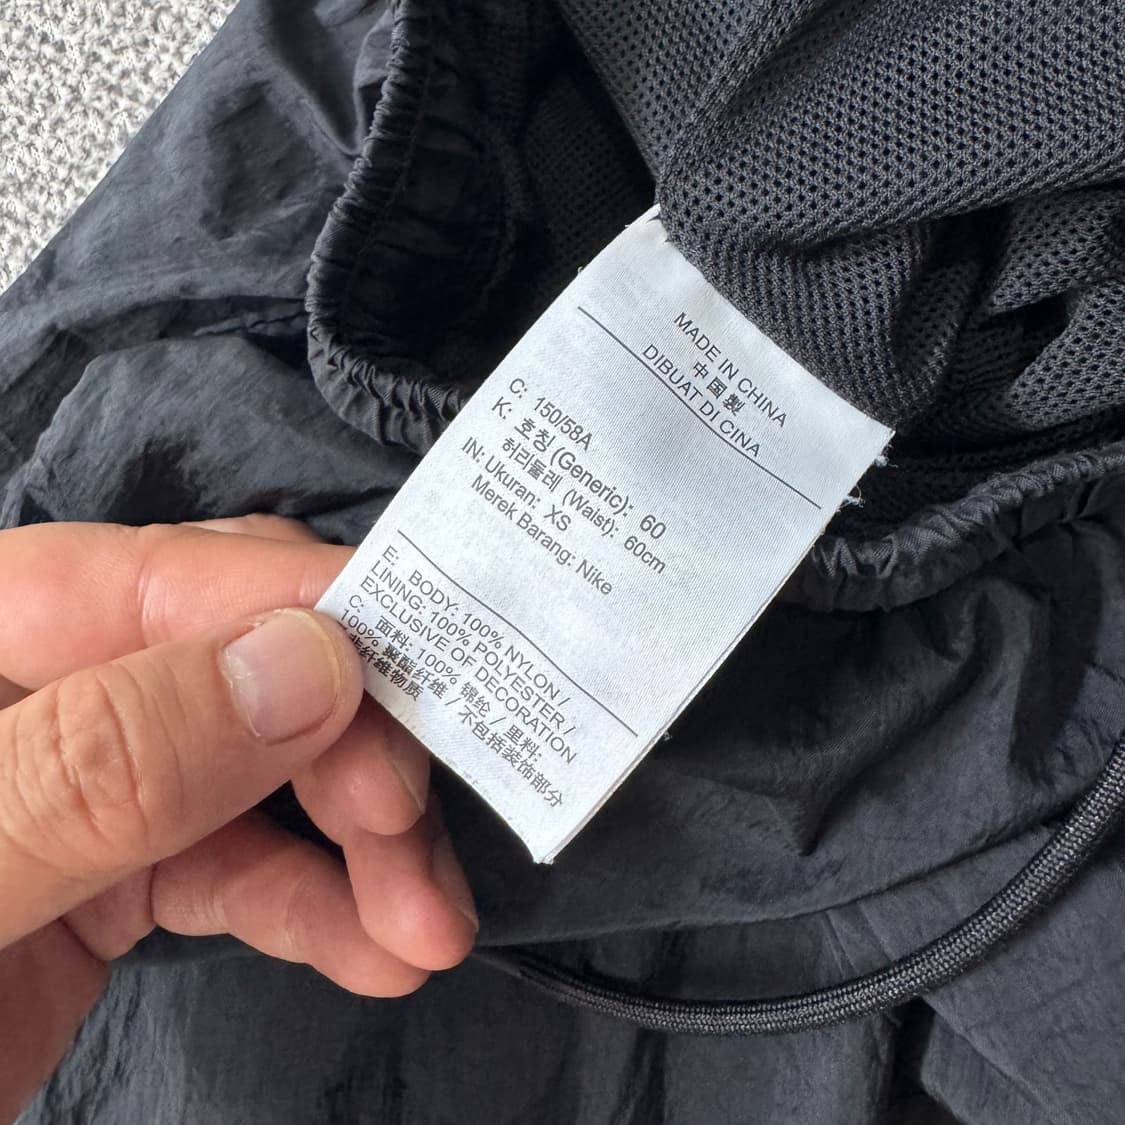 MADE IN CHINA
中国製
DIBUAT DI CINA
C: 150/58A
K: 호칭 (Generic): 60
허리둘레 (Waist): 60cm
IN: Ukuran: XS
Merek Barang: Nike
E: BODY: 100% NYLON /
LINING: 100% POLYESTER /
EXCLUSIVE OF DECORATION
C: 面料: 100% 锦纶 / 里料:
100% 聚酯纤维 / 不包括装饰部分
非纤维物质